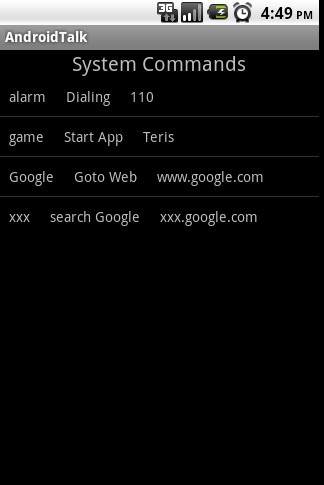 3G 4:49 PM
AndroidTalk
System Commands
alarm Dialing 110
game Start App Teris
Google Goto Web www.google.com
xxx search Google xxx.google.com